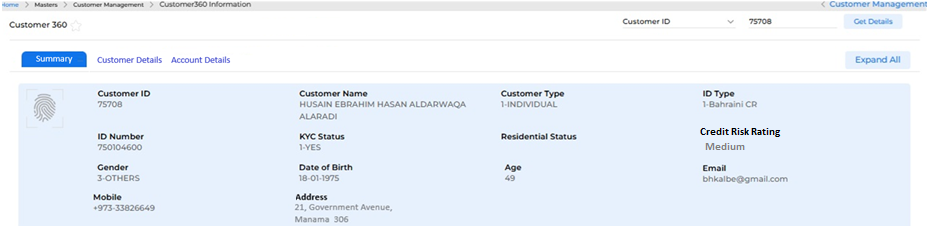 Home > Masters > Customer Management > Customer360 Information
< Customer Management
Customer 360
Customer ID
75708
Get Details
Summary
Customer Details
Account Details
Expand All
Customer ID
75708
Customer Name
HUSAIN EBRAHIM HASAN ALDARWAQA
ALARADI
Customer Type
1-INDIVIDUAL
ID Type
1-Bahraini CR
ID Number
750104600
KYC Status
1-YES
Residential Status
Credit Risk Rating
Medium
Gender
3-OTHERS
Date of Birth
18-01-1975
Age
49
Email
bhkalbe@gmail.com
Mobile
+973-33826649
Address
21, Government Avenue,
Manama 306